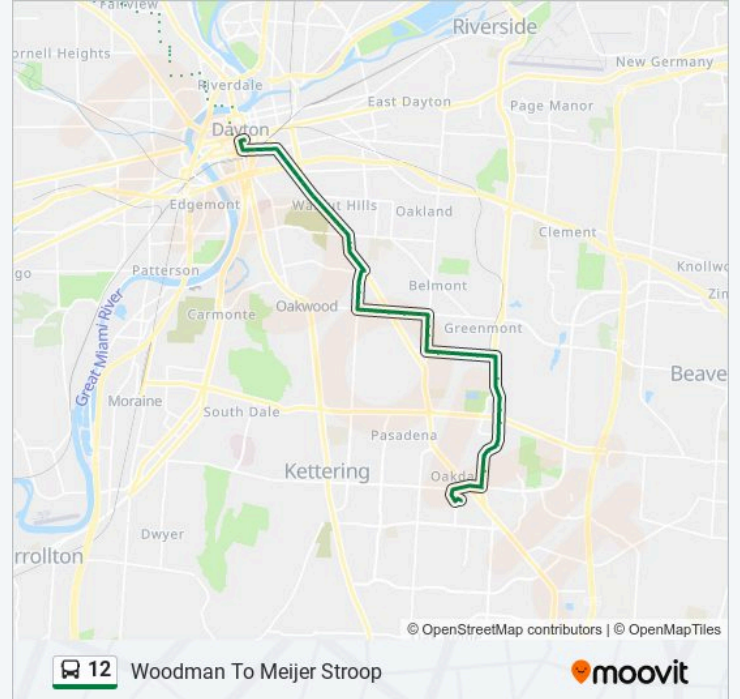 Fairview
Riverside
ornell Heights
New Germany
Riverdale
East Dayton
Page Manor
Dayton
Edgemont
Walnut Hills
Oakland
Clement
go
Patterson
Knollwo
Belmont
Zin
Oakwood
Carmonte
Greenmont
Great Miami River
Beave
Moraine
South Dale
Pasadena
Kettering
Oakda
Dwyer
rrollton
© OpenStreetMap contributors | © OpenMapTiles
12 Woodman To Meijer Stroop
moovit